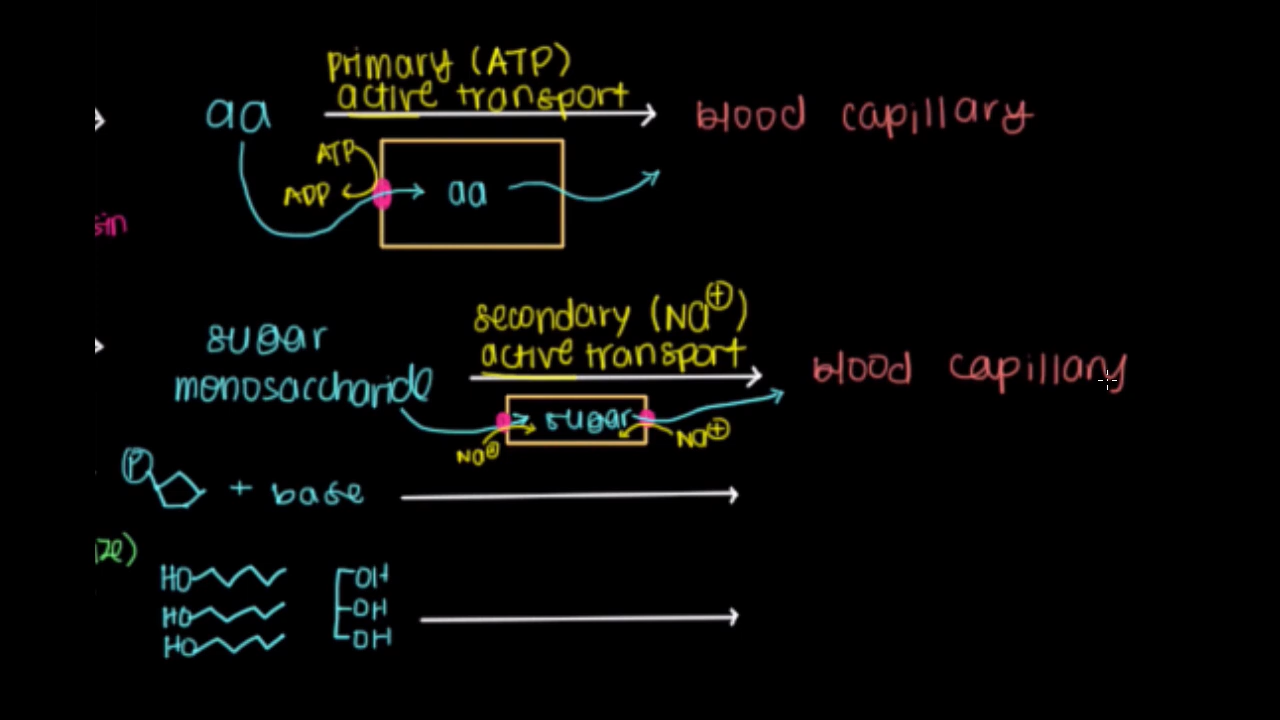 primary (ATP)
active transport
aa
blood capillary
ATP
ADP
aa
sin
secondary (Na⊕)
active transport
sugar
monosaccharide
blood capillary
sugar
Na⊕
Na⊕
P
+ base
ze)
HO
OH
HO
OH
HO
OH